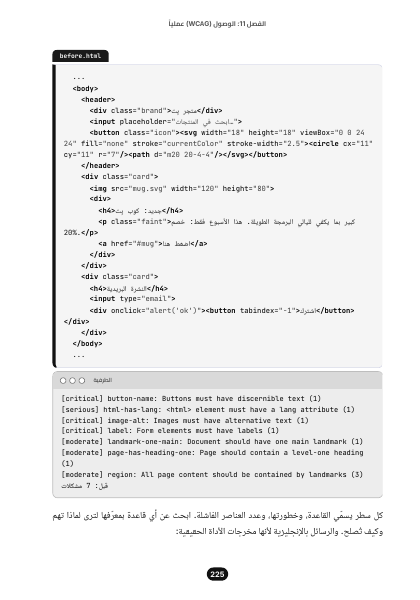 الفصل 11: الوصول (WCAG) عملياً
before.html
...
<body>
<header>
<div class="brand">متجر بِت</div>
<input placeholder="ابحث في المنتجات…">
<button class="icon"><svg width="18" height="18" viewBox="0 0 24
24" fill="none" stroke="currentColor" stroke-width="2.5"><circle cx="11"
cy="11" r="7"/><path d="m20 20-4-4"/></svg></button>
</header>
<div class="card">
<img src="mug.svg" width="120" height="80">
<div>
<h4>جديد: كوب بِت</h4>
<p class="faint">كبير بما يكفي لليالي البرمجة الطويلة. هذا الأسبوع فقط: خصم
20%.</p>
<a href="#mug">اضغط هنا</a>
</div>
</div>
<div class="card">
<h4>النشرة البريدية</h4>
<input type="email">
<div onclick="alert('ok')"><button tabindex="-1">اشترك</button>
</div>
</div>
</body>
...
الطرفية
[critical] button-name: Buttons must have discernible text (1)
[serious] html-has-lang: <html> element must have a lang attribute (1)
[critical] image-alt: Images must have alternative text (1)
[critical] label: Form elements must have labels (1)
[moderate] landmark-one-main: Document should have one main landmark (1)
[moderate] page-has-heading-one: Page should contain a level-one heading
(1)
[moderate] region: All page content should be contained by landmarks (3)
قبل: 7 مشكلات
كل سطر يسمّي القاعدة، وخطورتها، وعدد العناصر الفاشلة. ابحث عن أي قاعدة بمعرّفها لترى لماذا تهم
وكيف تُصلح. والرسائل بالإنجليزية لأنها مخرجات الأداة الحقيقية:
225